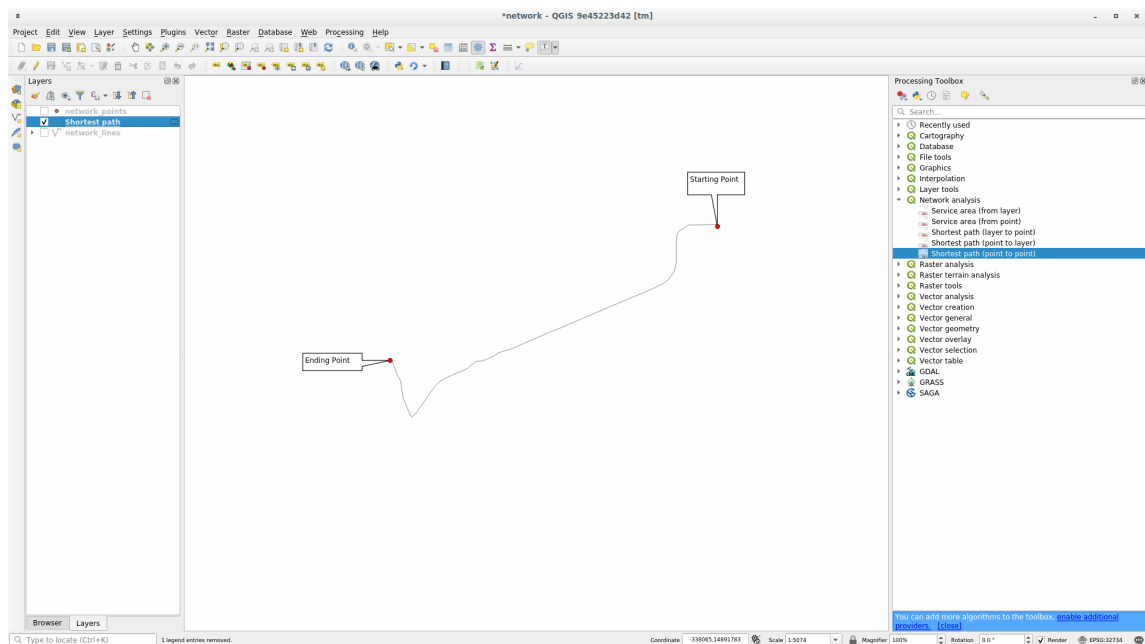 *network - QGIS 9e45223d42 [tm]
Project Edit View Layer Settings Plugins Vector Raster Database Web Processing Help
Layers
network_points
Shortest path
network_lines
Starting Point
Ending Point
Processing Toolbox
Search...
Recently used
Cartography
Database
File tools
Graphics
Interpolation
Layer tools
Network analysis
Service area (from layer)
Service area (from point)
Shortest path (layer to point)
Shortest path (point to layer)
Shortest path (point to point)
Raster analysis
Raster terrain analysis
Raster tools
Vector analysis
Vector creation
Vector general
Vector geometry
Vector overlay
Vector selection
Vector table
GDAL
GRASS
SAGA
You can add more algorithms to the toolbox, enable additional
providers. [close]
Browser Layers
Type to locate (Ctrl+K) 1 legend entries removed. Coordinate -338065,14891783 Scale 1:5074 Magnifier 100% Rotation 0.0 ° Render EPSG:32734